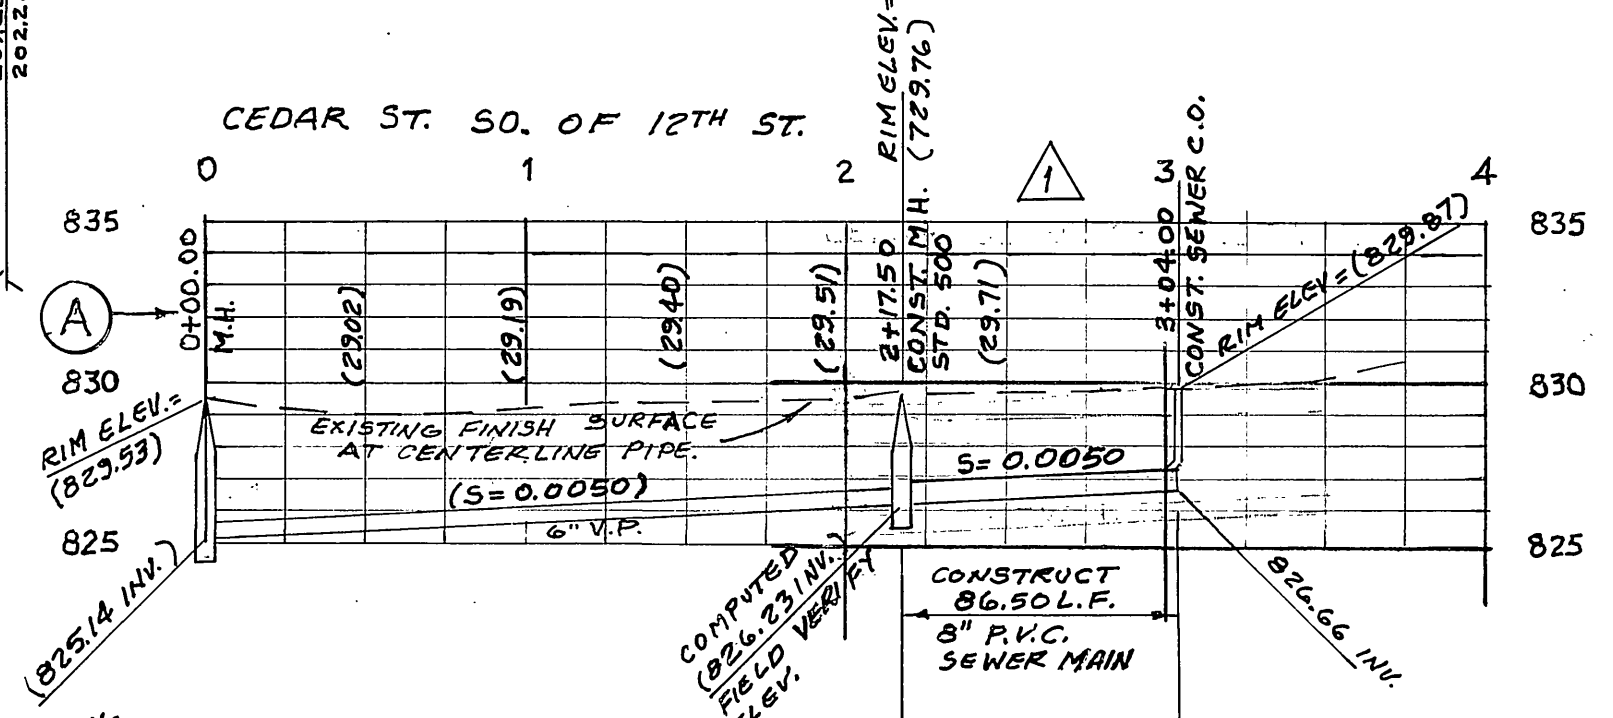 202.2
CEDAR ST. SO. OF 12TH ST.
RIM ELEV.=
(729.76)
0
1
2
1
3
4
835
835
830
830
825
825
A
0+00.00
M.H.
(29.02)
(29.19)
(29.40)
(29.51)
2+17.50
CONST. M.H.
STD. 500
(29.71)
3+04.00
CONST. SEWER C.O.
RIM ELEV=(829.87)
RIM ELEV.=
(829.53)
EXISTING FINISH SURFACE
AT CENTERLINE PIPE.
(S=0.0050)
6" V.P.
S=0.0050
(825.14 INV.)
COMPUTED
(826.23 INV.)
FIELD VERIFY
ELEV.
CONSTRUCT
86.50 L.F.
8" P.V.C.
SEWER MAIN
826.66 INV.